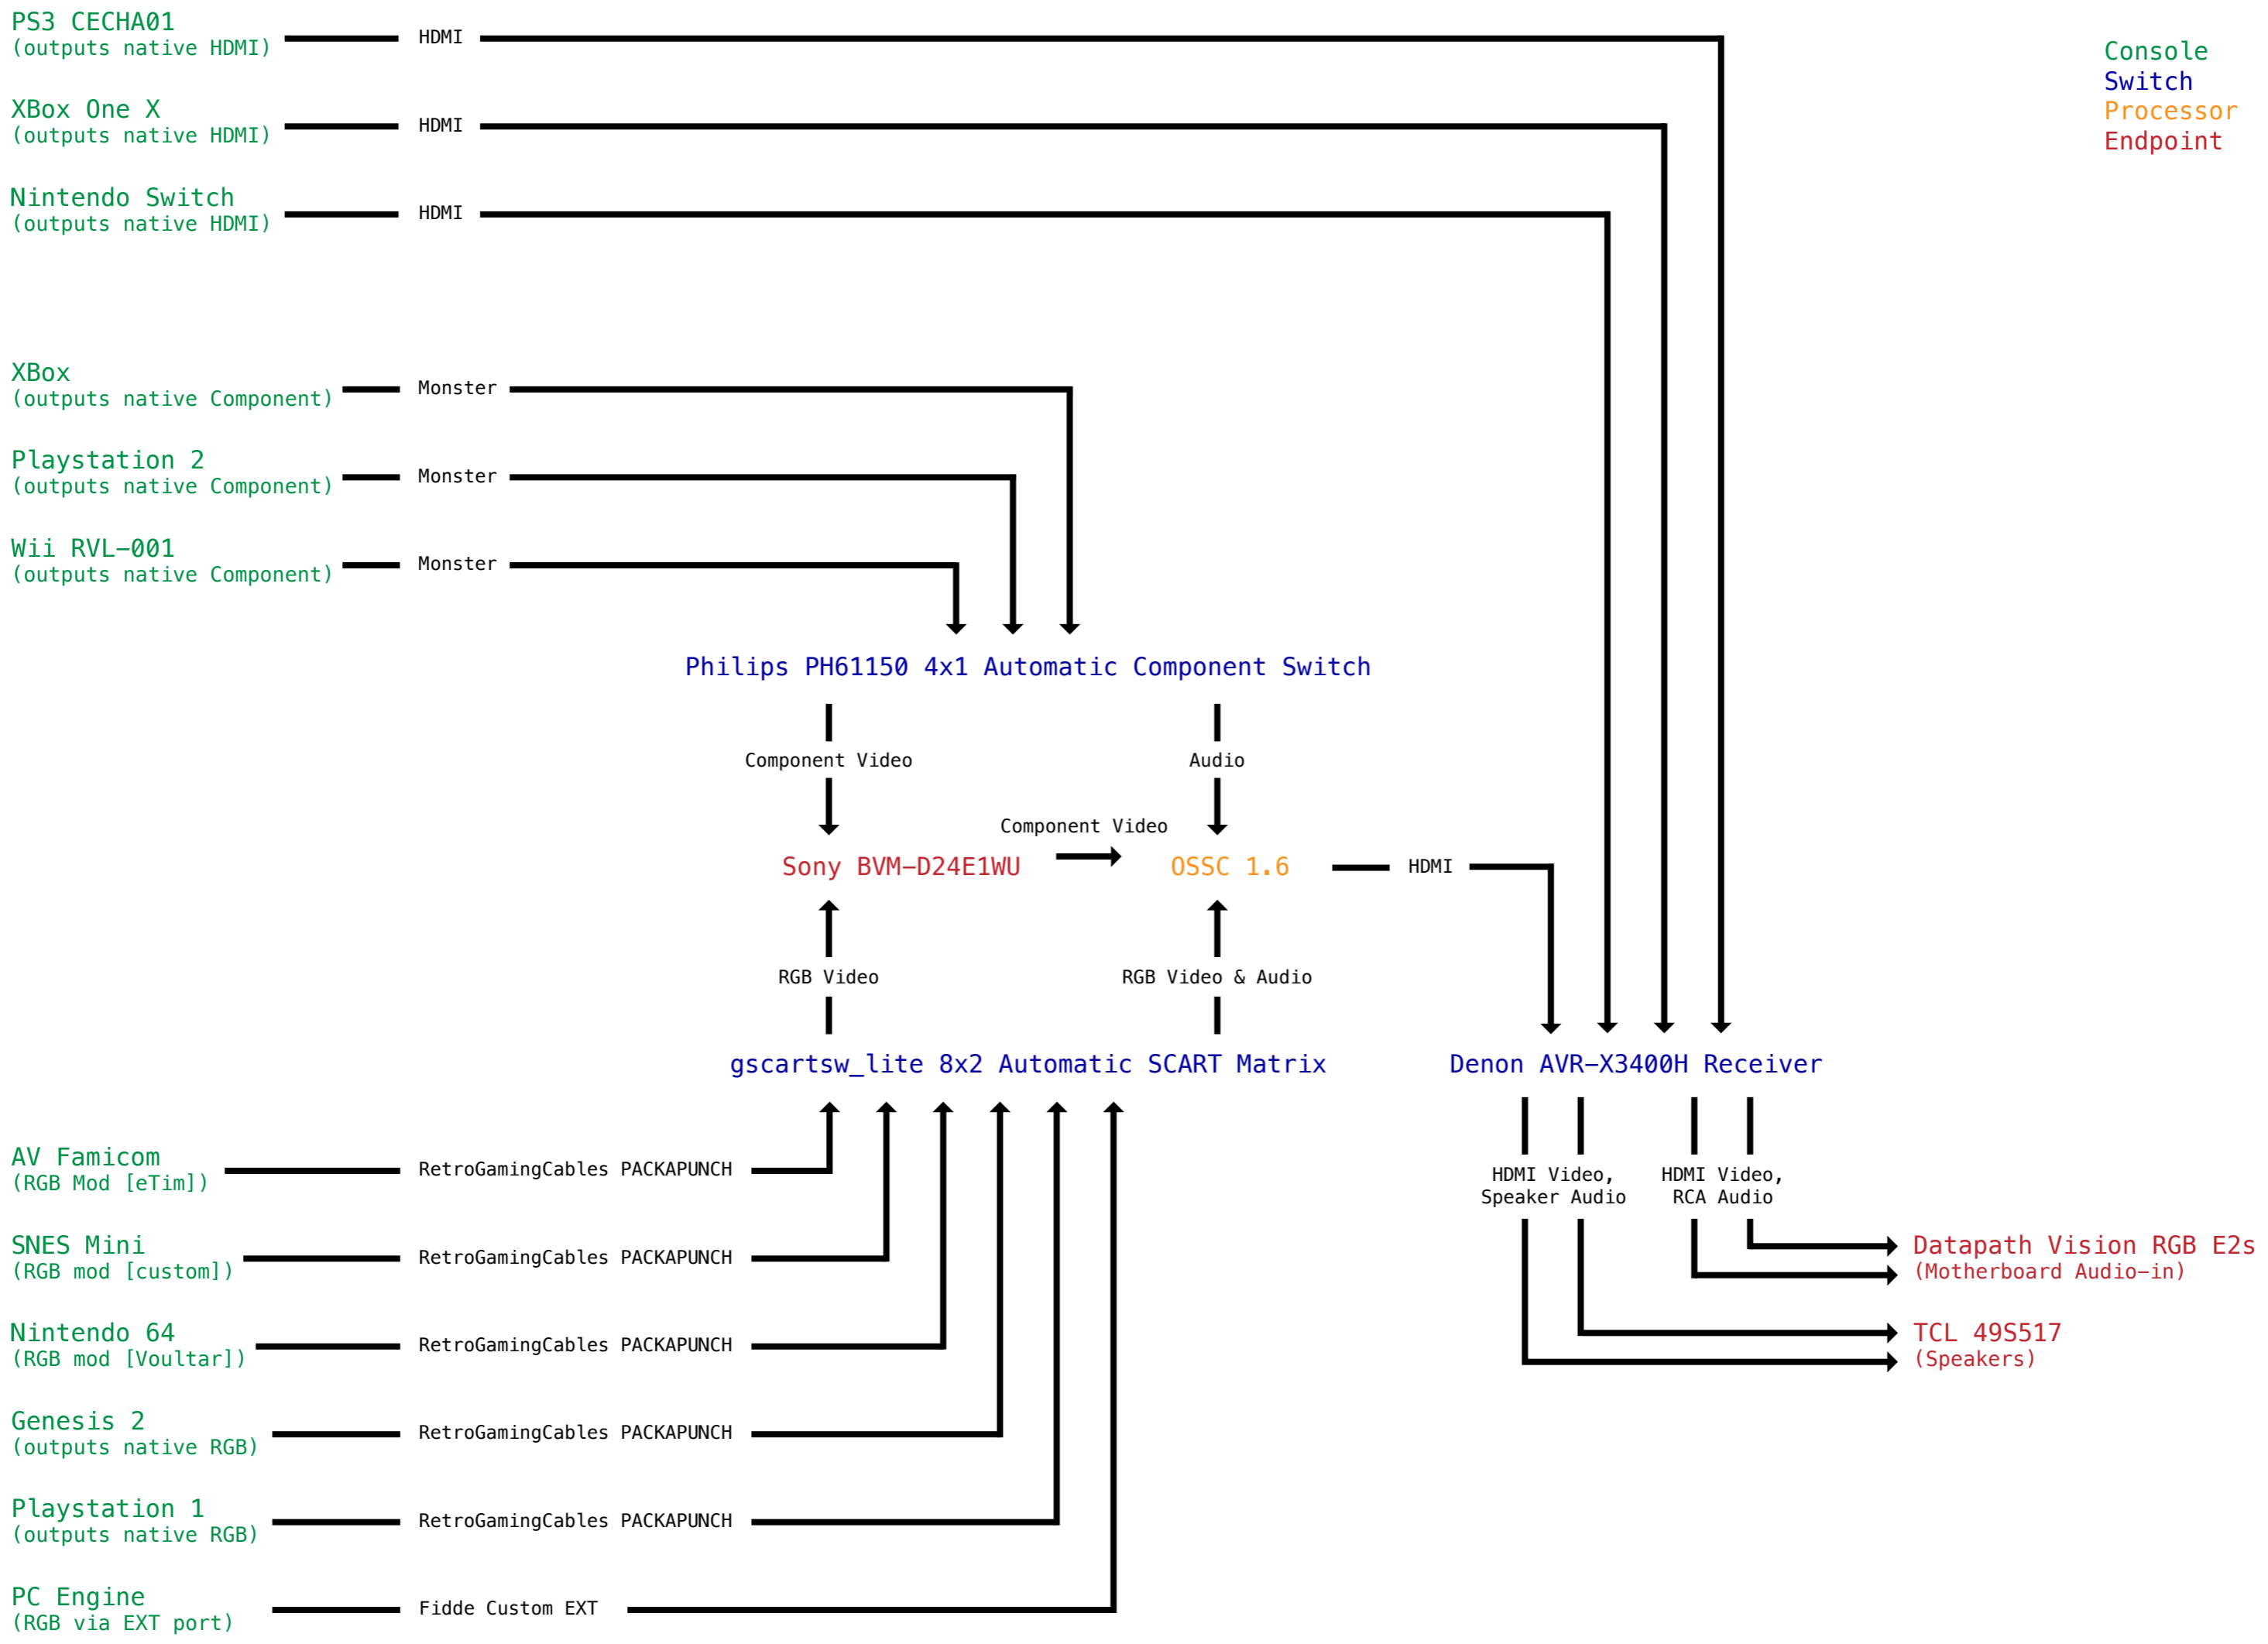 PS3 CECHA01
(outputs native HDMI)
HDMI
Console
Switch
Processor
Endpoint
XBox One X
(outputs native HDMI)
HDMI
Nintendo Switch
(outputs native HDMI)
HDMI
XBox
(outputs native Component)
Monster
Playstation 2
(outputs native Component)
Monster
Wii RVL-001
(outputs native Component)
Monster
Philips PH61150 4x1 Automatic Component Switch
Component Video
Audio
Component Video
Sony BVM-D24E1WU
OSSC 1.6
HDMI
RGB Video
RGB Video & Audio
gscartsw_lite 8x2 Automatic SCART Matrix
Denon AVR-X3400H Receiver
AV Famicom
(RGB Mod [eTim])
RetroGamingCables PACKAPUNCH
HDMI Video,
Speaker Audio
HDMI Video,
RCA Audio
SNES Mini
(RGB mod [custom])
RetroGamingCables PACKAPUNCH
Datapath Vision RGB E2s
(Motherboard Audio-in)
Nintendo 64
(RGB mod [Voultar])
RetroGamingCables PACKAPUNCH
TCL 49S517
(Speakers)
Genesis 2
(outputs native RGB)
RetroGamingCables PACKAPUNCH
Playstation 1
(outputs native RGB)
RetroGamingCables PACKAPUNCH
PC Engine
(RGB via EXT port)
Fidde Custom EXT